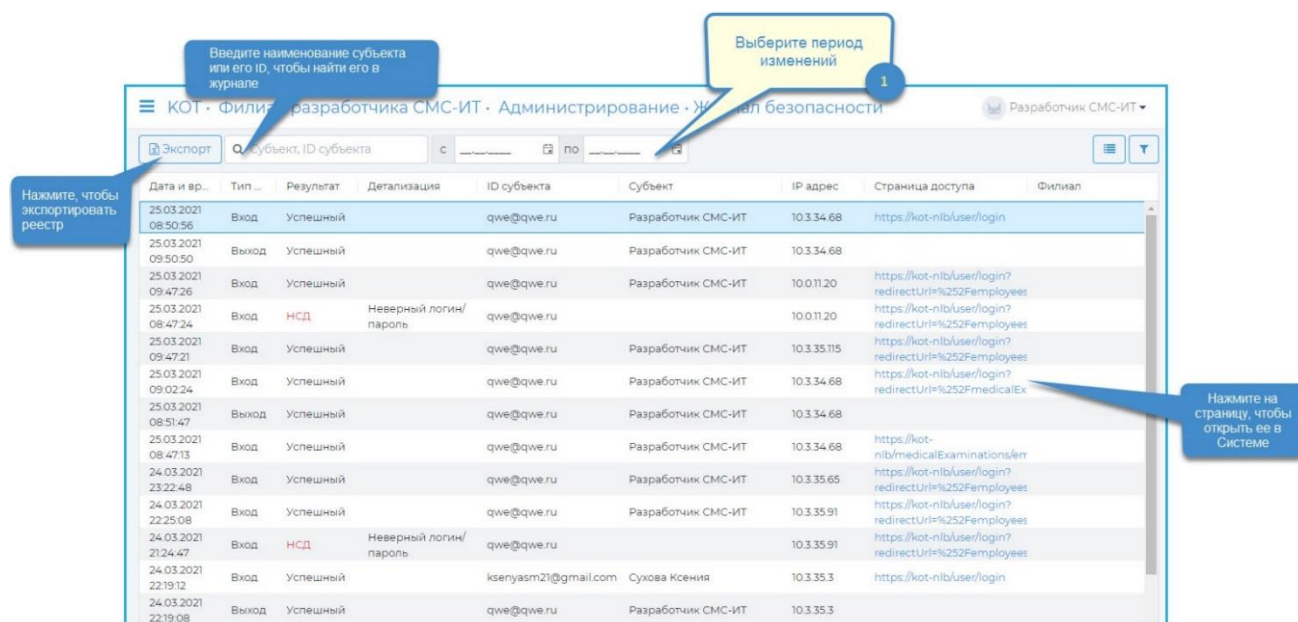 Введите наименование субъекта
или его ID, чтобы найти его в
журнале
Выберите период
изменений
1
КОТ · Филиал разработчика СМС-ИТ · Администрирование · Журнал безопасности
Разработчик СМС-ИТ
Экспорт
Субъект, ID субъекта
с __.__.____ по __.__.____
Нажмите, чтобы
экспортировать
реестр
Дата и вр... Тип ... Результат Детализация ID субъекта Субъект IP адрес Страница доступа Филиал
25.03.2021
08:50:56
Вход Успешный qwe@qwe.ru Разработчик СМС-ИТ 10.3.34.68 https://kot-nlb/user/login
25.03.2021
09:50:50
Выход Успешный qwe@qwe.ru Разработчик СМС-ИТ 10.3.34.68
25.03.2021
09:47:26
Вход Успешный qwe@qwe.ru Разработчик СМС-ИТ 10.0.11.20
https://kot-nlb/user/login?
redirectUrl=%252Femployees
25.03.2021
08:47:24
Вход НСД
Неверный логин/
пароль
qwe@qwe.ru 10.0.11.20
https://kot-nlb/user/login?
redirectUrl=%252Femployees
25.03.2021
09:47:21
Вход Успешный qwe@qwe.ru Разработчик СМС-ИТ 10.3.35.115
https://kot-nlb/user/login?
redirectUrl=%252Femployees
25.03.2021
09:02:24
Вход Успешный qwe@qwe.ru Разработчик СМС-ИТ 10.3.34.68
https://kot-nlb/user/login?
redirectUrl=%252FmedicalEx
25.03.2021
08:51:47
Выход Успешный qwe@qwe.ru Разработчик СМС-ИТ 10.3.34.68
25.03.2021
08:47:13
Вход Успешный qwe@qwe.ru Разработчик СМС-ИТ 10.3.34.68
https://kot-
nlb/medicalExaminations/em
24.03.2021
23:22:48
Вход Успешный qwe@qwe.ru Разработчик СМС-ИТ 10.3.35.65
https://kot-nlb/user/login?
redirectUrl=%252Femployees
24.03.2021
22:25:08
Вход Успешный qwe@qwe.ru Разработчик СМС-ИТ 10.3.35.91
https://kot-nlb/user/login?
redirectUrl=%252Femployees
24.03.2021
21:24:47
Вход НСД
Неверный логин/
пароль
qwe@qwe.ru 10.3.35.91
https://kot-nlb/user/login?
redirectUrl=%252Femployees
24.03.2021
22:19:12
Вход Успешный ksenyasm21@gmail.com Сухова Ксения 10.3.35.3 https://kot-nlb/user/login
24.03.2021
22:19:08
Выход Успешный qwe@qwe.ru Разработчик СМС-ИТ 10.3.35.3
Нажмите на
страницу, чтобы
открыть ее в
Системе